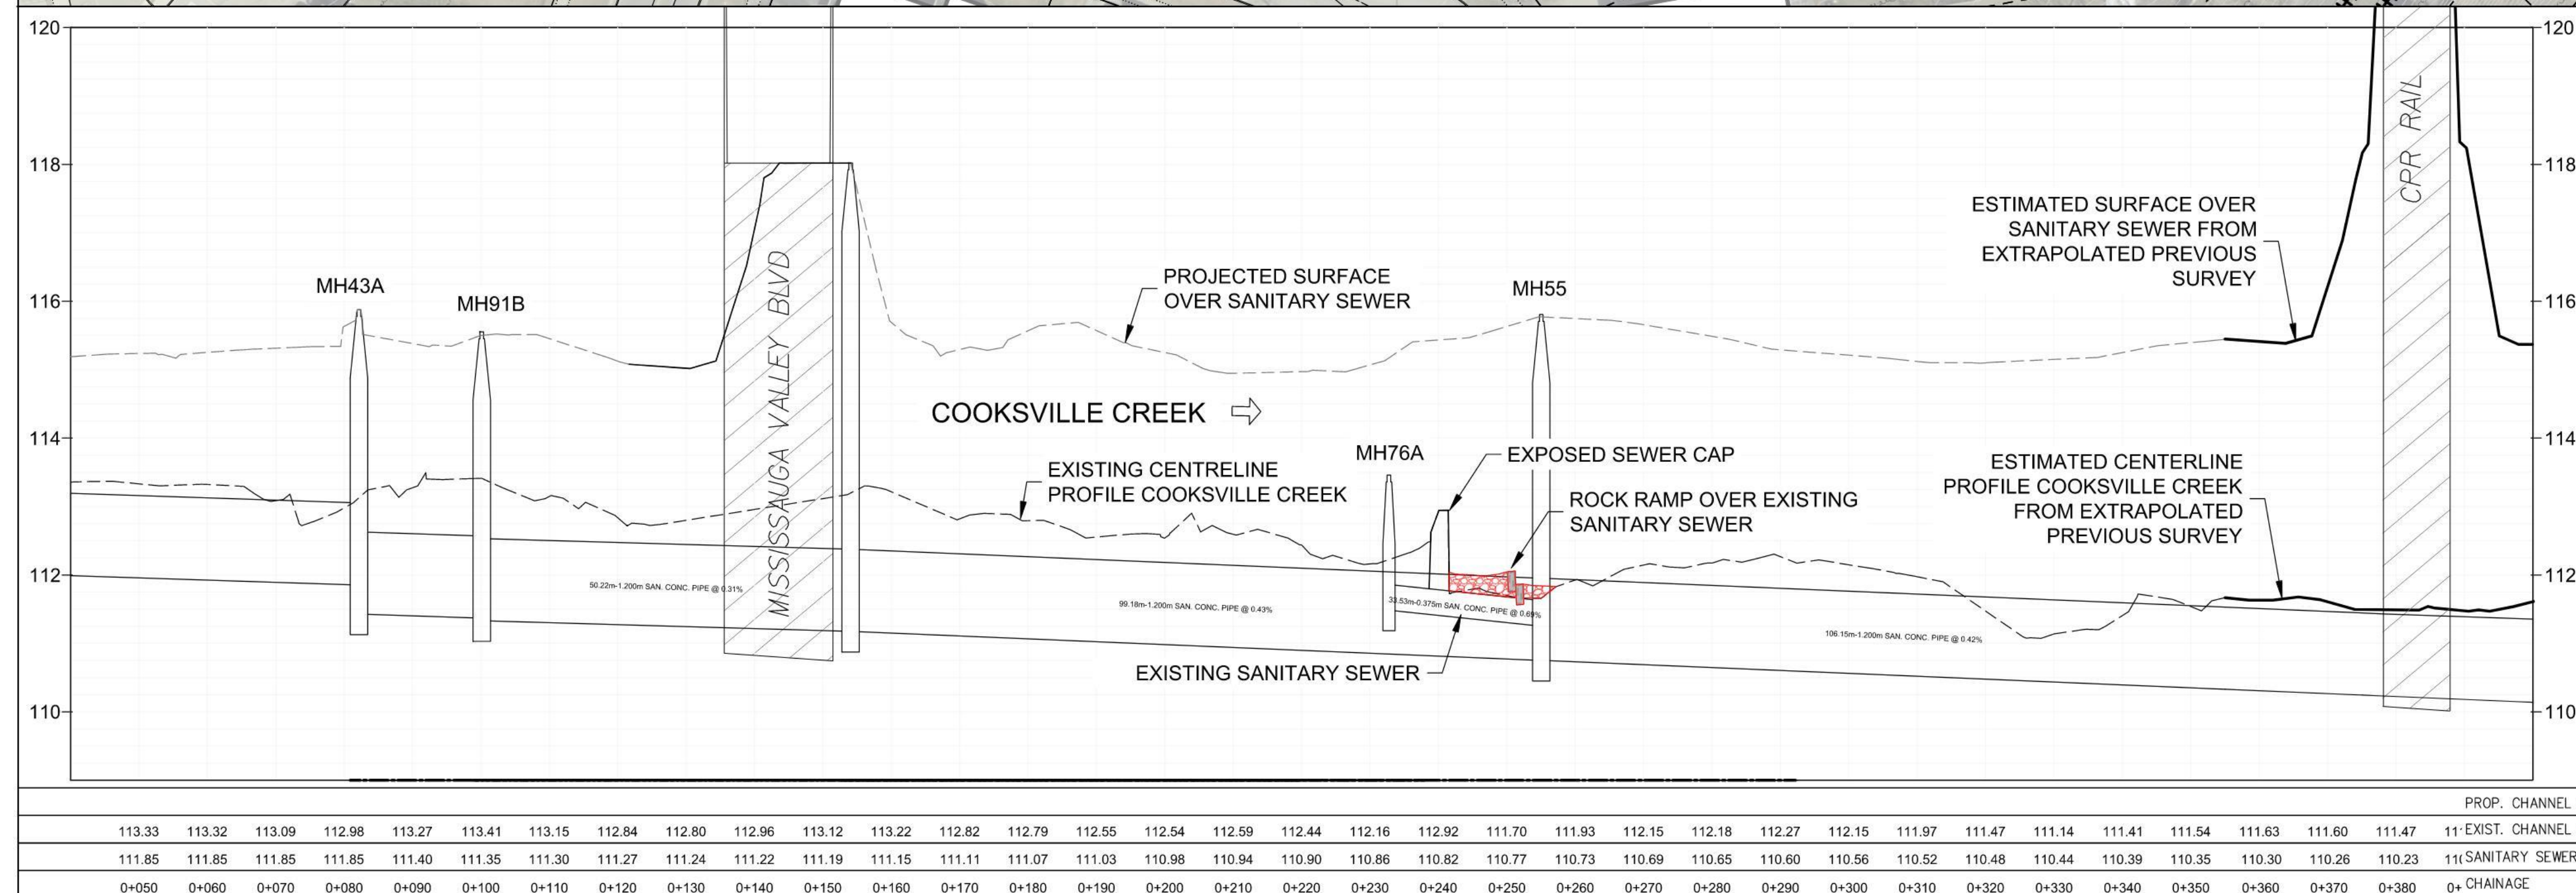 120
120
118
118
116
116
114
114
112
112
110
110
MH43A
MH91B
MISSISSAUGA VALLEY BLVD
PROJECTED SURFACE
OVER SANITARY SEWER
MH55
ESTIMATED SURFACE OVER
SANITARY SEWER FROM
EXTRAPOLATED PREVIOUS
SURVEY
CPR RAIL
COOKSVILLE CREEK
MH76A
EXPOSED SEWER CAP
EXISTING CENTRELINE
PROFILE COOKSVILLE CREEK
ROCK RAMP OVER EXISTING
SANITARY SEWER
ESTIMATED CENTERLINE
PROFILE COOKSVILLE CREEK
FROM EXTRAPOLATED
PREVIOUS SURVEY
50.22m-1.200m SAN. CONC. PIPE @ 0.31%
99.18m-1.200m SAN. CONC. PIPE @ 0.43%
33.53m-0.375m SAN. CONC. PIPE @ 0.69%
106.15m-1.200m SAN. CONC. PIPE @ 0.42%
EXISTING SANITARY SEWER
PROP. CHANNEL
113.33 113.32 113.09 112.98 113.27 113.41 113.15 112.84 112.80 112.96 113.12 113.22 112.82 112.79 112.55 112.54 112.59 112.44 112.16 112.92 111.70 111.93 112.15 112.18 112.27 112.15 111.97 111.47 111.14 111.41 111.54 111.63 111.60 111.47 11 EXIST. CHANNEL
111.85 111.85 111.85 111.85 111.40 111.35 111.30 111.27 111.24 111.22 111.19 111.15 111.11 111.07 111.03 110.98 110.94 110.90 110.86 110.82 110.77 110.73 110.69 110.65 110.60 110.56 110.52 110.48 110.44 110.39 110.35 110.30 110.26 110.23 11 SANITARY SEWER
0+050 0+060 0+070 0+080 0+090 0+100 0+110 0+120 0+130 0+140 0+150 0+160 0+170 0+180 0+190 0+200 0+210 0+220 0+230 0+240 0+250 0+260 0+270 0+280 0+290 0+300 0+310 0+320 0+330 0+340 0+350 0+360 0+370 0+380 0+ CHAINAGE